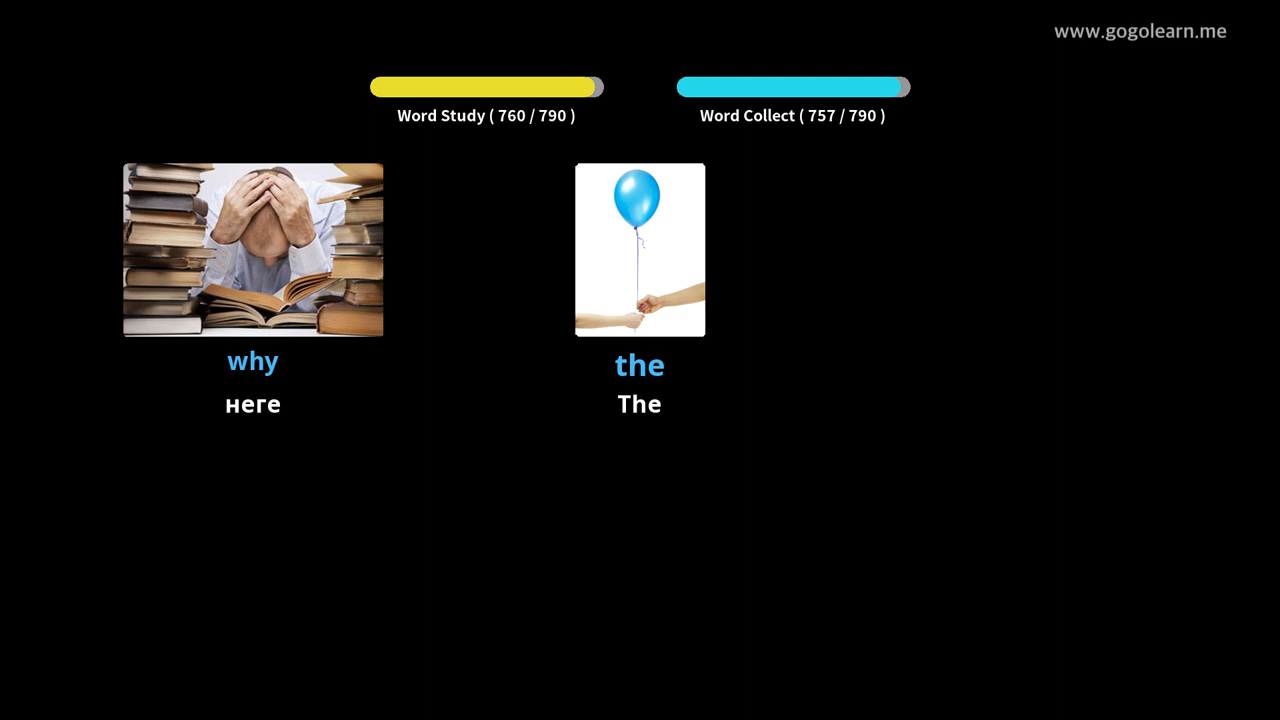 www.gogolearn.me
Word Study ( 760 / 790 )
Word Collect ( 757 / 790 )
why
неге
the
The